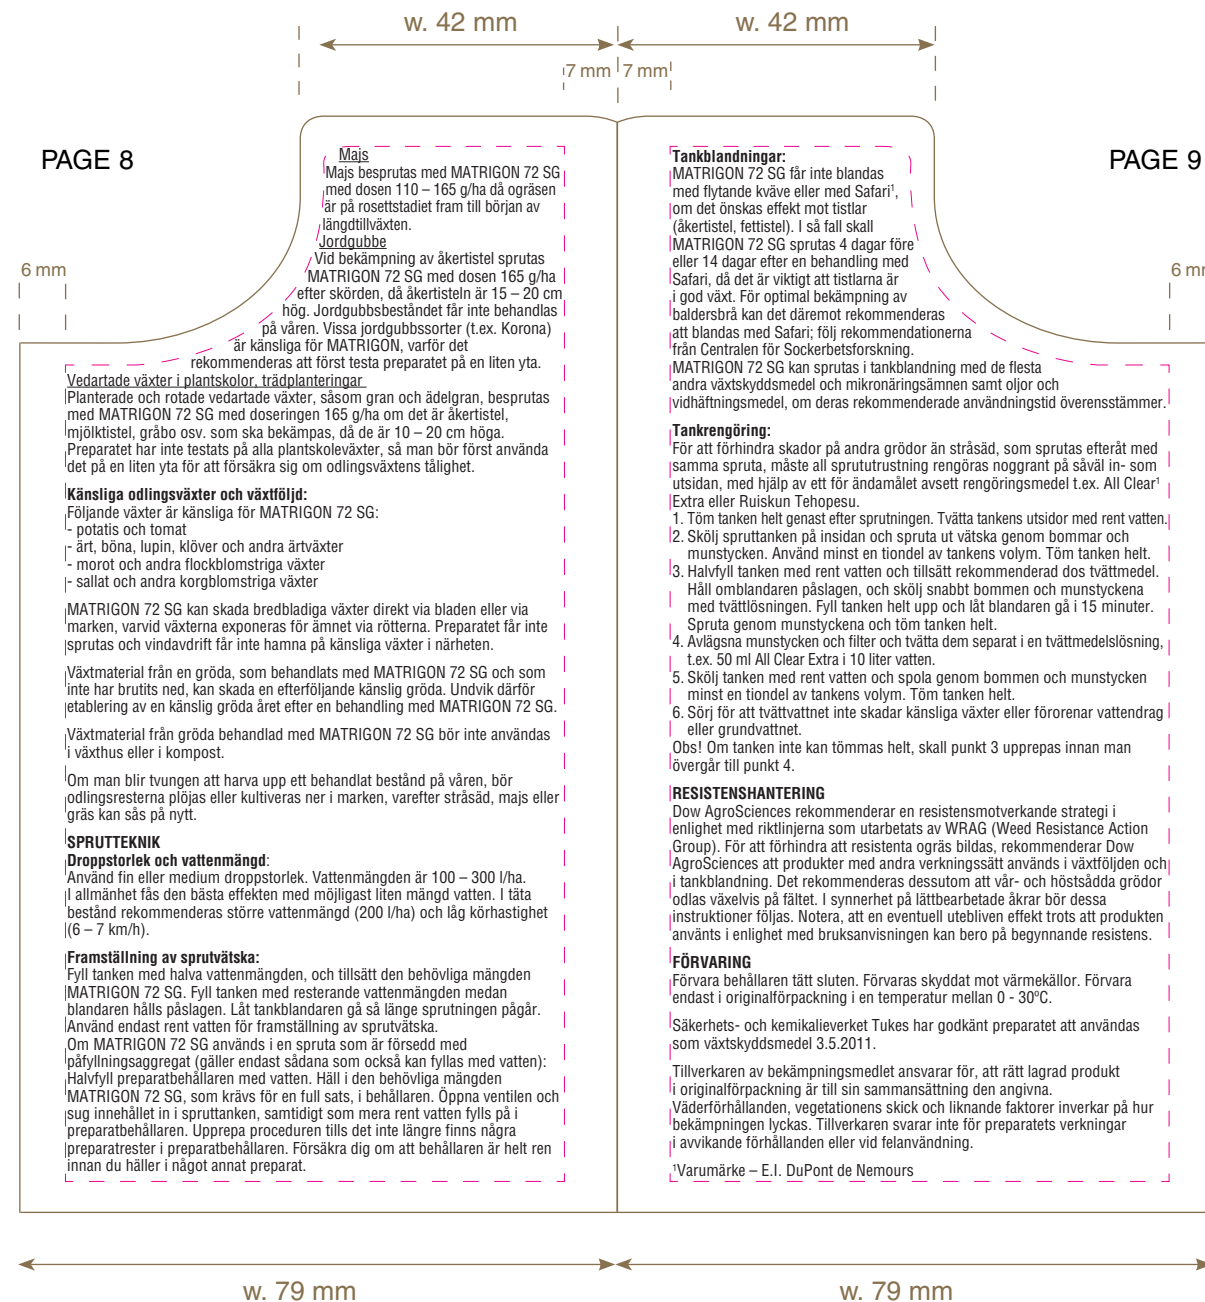 w. 42 mm
w. 42 mm
7 mm
7 mm
PAGE 8
PAGE 9
6 mm
Majs
Majs besprutas med MATRIGON 72 SG
med dosen 110 – 165 g/ha då ogräsen
är på rosettstadiet fram till början av
längdtillväxten.
Jordgubbe
Vid bekämpning av åkertistel sprutas
MATRIGON 72 SG med dosen 165 g/ha
efter skörden, då åkertisteln är 15 – 20 cm
hög. Jordgubbsbeståndet får inte behandlas
på våren. Vissa jordgubbssorter (t.ex. Korona)
är känsliga för MATRIGON, varför det
rekommenderas att först testa preparatet på en liten yta.
Vedartade växter i plantskolor, trädplanteringar
Planterade och rotade vedartade växter, såsom gran och ädelgran, besprutas
med MATRIGON 72 SG med doseringen 165 g/ha om det är åkertistel,
mjölktistel, gråbo osv. som ska bekämpas, då de är 10 – 20 cm höga.
Preparatet har inte testats på alla plantskoleväxter, så man bör först använda
det på en liten yta för att försäkra sig om odlingsväxtens tålighet.
Känsliga odlingsväxter och växtföljd:
Följande växter är känsliga för MATRIGON 72 SG:
- potatis och tomat
- ärt, böna, lupin, klöver och andra ärtväxter
- morot och andra flockblomstriga växter
- sallat och andra korgblomstriga växter
MATRIGON 72 SG kan skada bredbladiga växter direkt via bladen eller via
marken, varvid växterna exponeras för ämnet via rötterna. Preparatet får inte
sprutas och vindavdrift får inte hamna på känsliga växter i närheten.
Växtmaterial från en gröda, som behandlats med MATRIGON 72 SG och som
inte har brutits ned, kan skada en efterföljande känslig gröda. Undvik därför
etablering av en känslig gröda året efter en behandling med MATRIGON 72 SG.
Växtmaterial från gröda behandlad med MATRIGON 72 SG bör inte användas
i växthus eller i kompost.
Om man blir tvungen att harva upp ett behandlat bestånd på våren, bör
odlingsresterna plöjas eller kultiveras ner i marken, varefter stråsäd, majs eller
gräs kan sås på nytt.
SPRUTTEKNIK
Droppstorlek och vattenmängd:
Använd fin eller medium droppstorlek. Vattenmängden är 100 – 300 l/ha.
I allmänhet fås den bästa effekten med möjligast liten mängd vatten. I täta
bestånd rekommenderas större vattenmängd (200 l/ha) och låg körhastighet
(6 – 7 km/h).
Framställning av sprutvätska:
Fyll tanken med halva vattenmängden, och tillsätt den behövliga mängden
MATRIGON 72 SG. Fyll tanken med resterande vattenmängden medan
blandaren hålls påslagen. Låt tankblandaren gå så länge sprutningen pågår.
Använd endast rent vatten för framställning av sprutvätska.
Om MATRIGON 72 SG används i en spruta som är försedd med
påfyllningsaggregat (gäller endast sådana som också kan fyllas med vatten):
Halvfyll preparatbehållaren med vatten. Häll i den behövliga mängden
MATRIGON 72 SG, som krävs för en full sats, i behållaren. Öppna ventilen och
sug innehållet in i spruttanken, samtidigt som mera rent vatten fylls på i
preparatbehållaren. Upprepa proceduren tills det inte längre finns några
preparatrester i preparatbehållaren. Försäkra dig om att behållaren är helt ren
innan du häller i något annat preparat.
Tankblandningar:
MATRIGON 72 SG får inte blandas
med flytande kväve eller med Safari¹,
om det önskas effekt mot tistlar
(åkertistel, fettistel). I så fall skall
MATRIGON 72 SG sprutas 4 dagar före
eller 14 dagar efter en behandling med
Safari, då det är viktigt att tistlarna är
i god växt. För optimal bekämpning av
baldersbrå kan det däremot rekommenderas
att blandas med Safari; följ rekommendationerna
från Centralen för Sockerbetsforskning.
MATRIGON 72 SG kan sprutas i tankblandning med de flesta
andra växtskyddsmedel och mikronäringsämnen samt oljor och
vidhäftningsmedel, om deras rekommenderade användningstid överensstämmer.
Tankrengöring:
För att förhindra skador på andra grödor än stråsäd, som sprutas efteråt med
samma spruta, måste all sprututrustning rengöras noggrant på såväl in- som
utsidan, med hjälp av ett för ändamålet avsett rengöringsmedel t.ex. All Clear¹
Extra eller Ruiskun Tehopesu.
1. Töm tanken helt genast efter sprutningen. Tvätta tankens utsidor med rent vatten.
2. Skölj spruttanken på insidan och spruta ut vätska genom bommar och
munstycken. Använd minst en tiondel av tankens volym. Töm tanken helt.
3. Halvfyll tanken med rent vatten och tillsätt rekommenderad dos tvättmedel.
Håll omblandaren påslagen, och skölj snabbt bommen och munstyckena
med tvättlösningen. Fyll tanken helt upp och låt blandaren gå i 15 minuter.
Spruta genom munstyckena och töm tanken helt.
4. Avlägsna munstycken och filter och tvätta dem separat i en tvättmedelslösning,
t.ex. 50 ml All Clear Extra i 10 liter vatten.
5. Skölj tanken med rent vatten och spola genom bommen och munstycken
minst en tiondel av tankens volym. Töm tanken helt.
6. Sörj för att tvättvattnet inte skadar känsliga växter eller förorenar vattendrag
eller grundvattnet.
Obs! Om tanken inte kan tömmas helt, skall punkt 3 upprepas innan man
övergår till punkt 4.
RESISTENSHANTERING
Dow AgroSciences rekommenderar en resistensmotverkande strategi i
enlighet med riktlinjerna som utarbetats av WRAG (Weed Resistance Action
Group). För att förhindra att resistenta ogräs bildas, rekommenderar Dow
AgroSciences att produkter med andra verkningssätt används i växtföljden och
i tankblandning. Det rekommenderas dessutom att vår- och höstsådda grödor
odlas växelvis på fältet. I synnerhet på lättbearbetade åkrar bör dessa
instruktioner följas. Notera, att en eventuell utebliven effekt trots att produkten
använts i enlighet med bruksanvisningen kan bero på begynnande resistens.
FÖRVARING
Förvara behållaren tätt sluten. Förvaras skyddat mot värmekällor. Förvara
endast i originalförpackning i en temperatur mellan 0 - 30ºC.
Säkerhets- och kemikalieverket Tukes har godkänt preparatet att användas
som växtskyddsmedel 3.5.2011.
Tillverkaren av bekämpningsmedlet ansvarar för, att rätt lagrad produkt
i originalförpackning är till sin sammansättning den angivna.
Väderförhållanden, vegetationens skick och liknande faktorer inverkar på hur
bekämpningen lyckas. Tillverkaren svarar inte för preparatets verkningar
i avvikande förhållanden eller vid felanvändning.
¹Varumärke – E.I. DuPont de Nemours
6 m
w. 79 mm
w. 79 mm